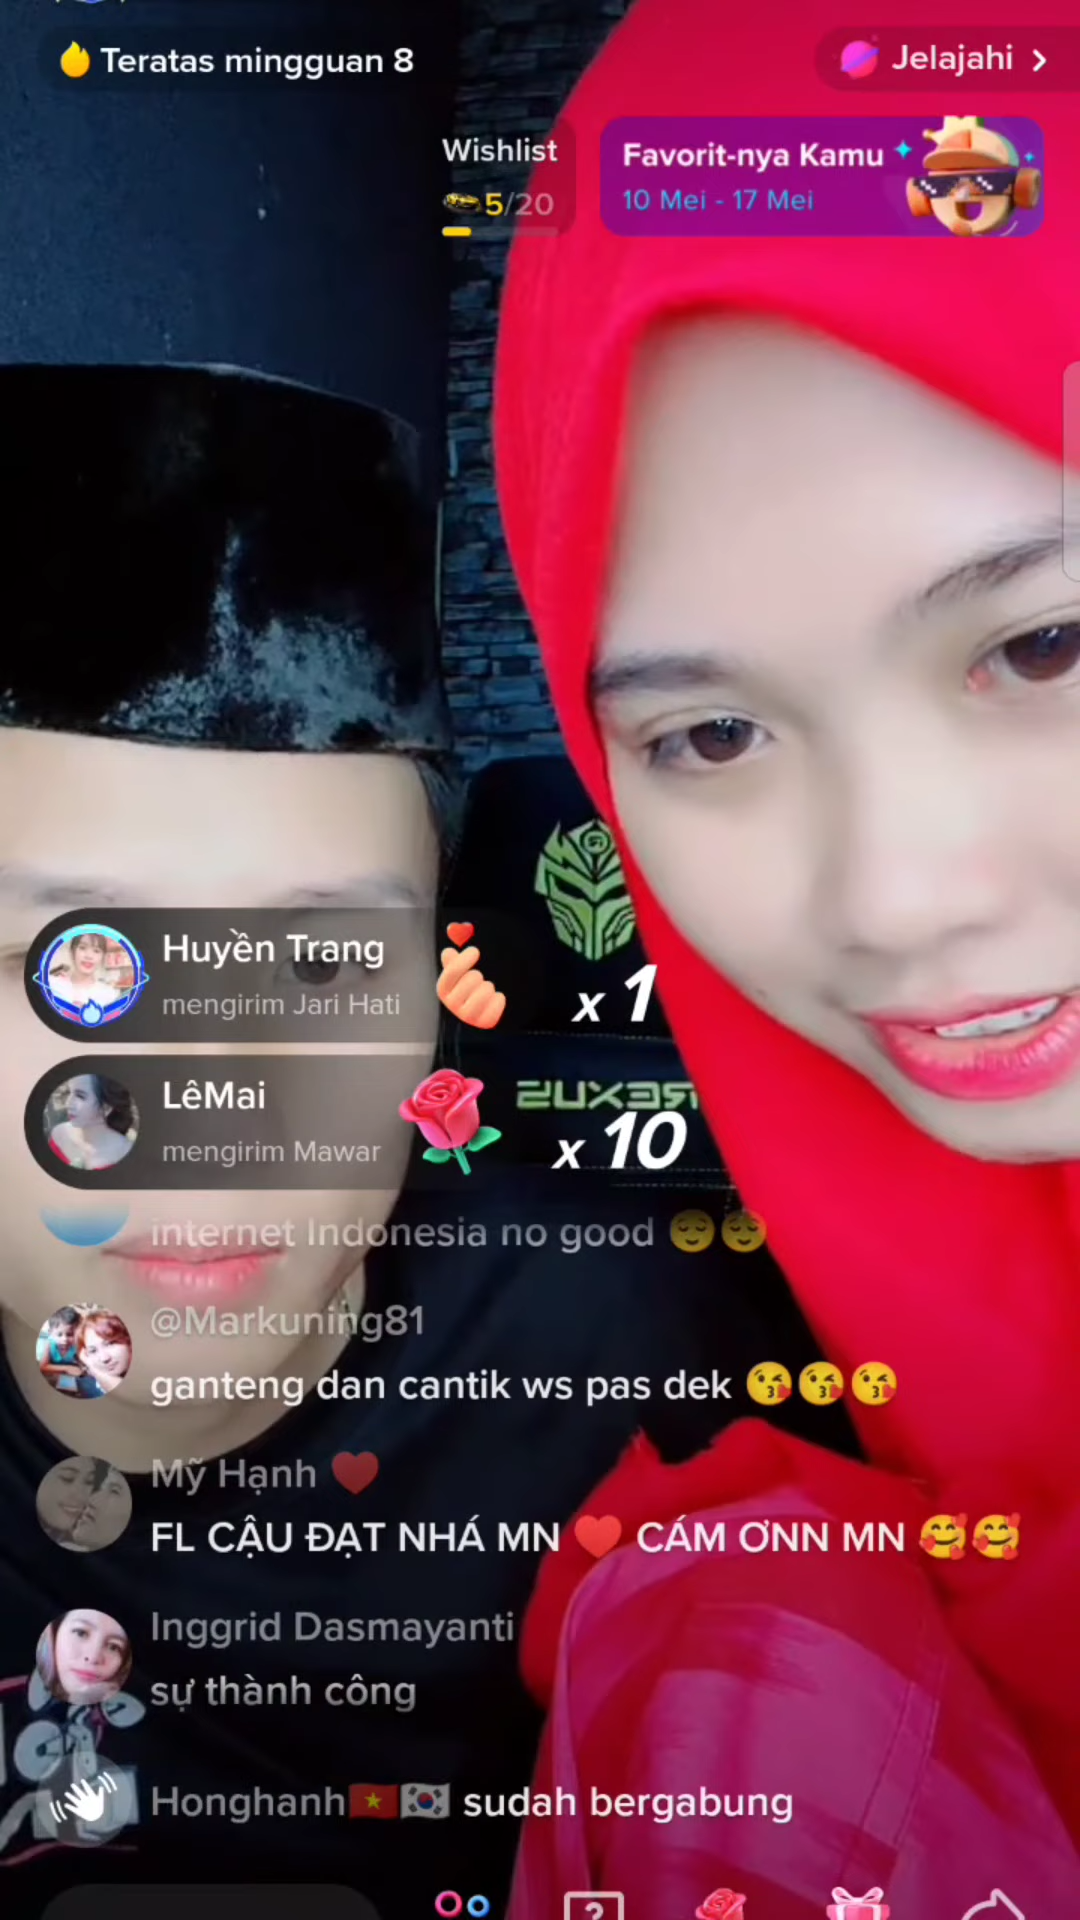 Teratas mingguan 8
Jelajahi >
Wishlist
5/20
Favorit-nya Kamu
10 Mei - 17 Mei
Huyền Trang
mengirim Jari Hati
x 1
LêMai
mengirim Mawar
x 10
internet Indonesia no good 😌😌
@Markuning81
ganteng dan cantik ws pas dek 😘😘😘
Mỹ Hạnh ❤️
FL CẬU ĐẠT NHÁ MN ♥️ CÁM ƠNN MN 🥰🥰
Inggrid Dasmayanti
sự thành công
Honghanh🇻🇳🇰🇷 sudah bergabung